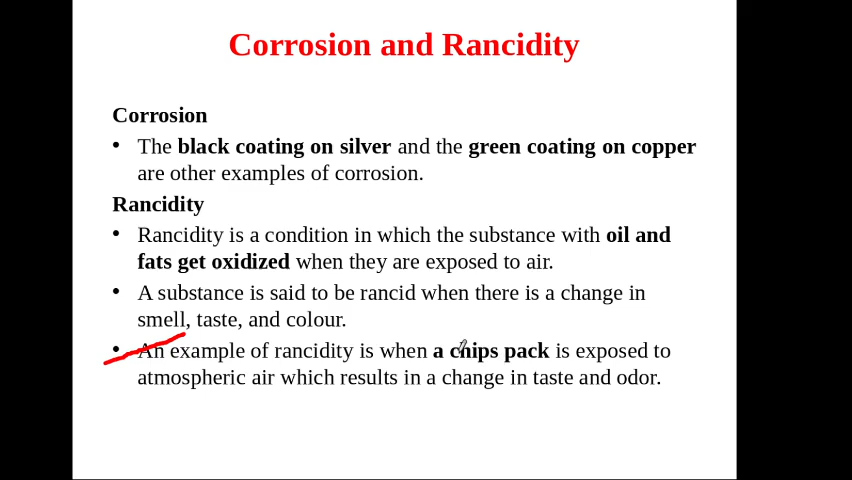 Corrosion and Rancidity
Corrosion
• The black coating on silver and the green coating on copper
are other examples of corrosion.
Rancidity
• Rancidity is a condition in which the substance with oil and
fats get oxidized when they are exposed to air.
• A substance is said to be rancid when there is a change in
smell, taste, and colour.
• An example of rancidity is when a chips pack is exposed to
atmospheric air which results in a change in taste and odor.